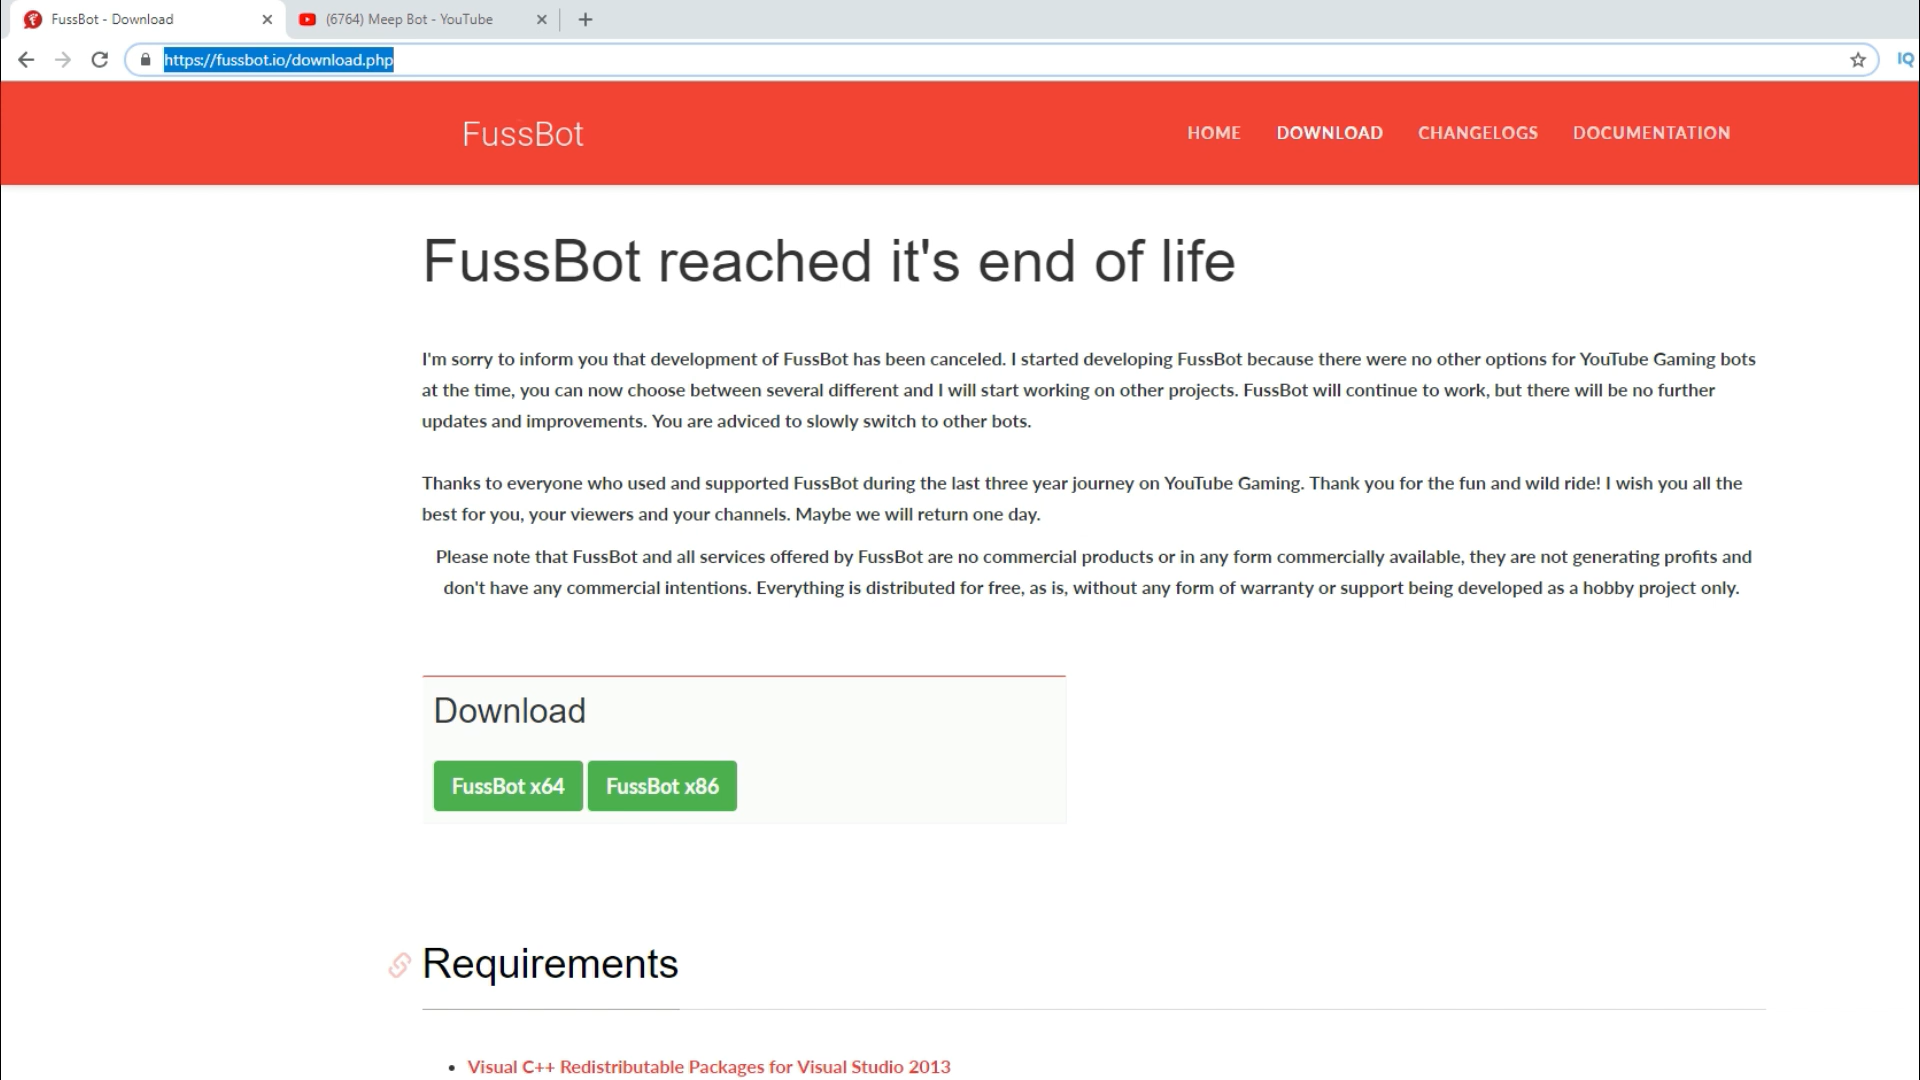 FussBot - Download
(6764) Meep Bot - YouTube
https://fussbot.io/download.php
IQ
FussBot
HOME DOWNLOAD CHANGELOGS DOCUMENTATION
FussBot reached it's end of life
I'm sorry to inform you that development of FussBot has been canceled. I started developing FussBot because there were no other options for YouTube Gaming bots
at the time, you can now choose between several different and I will start working on other projects. FussBot will continue to work, but there will be no further
updates and improvements. You are adviced to slowly switch to other bots.
Thanks to everyone who used and supported FussBot during the last three year journey on YouTube Gaming. Thank you for the fun and wild ride! I wish you all the
best for you, your viewers and your channels. Maybe we will return one day.
Please note that FussBot and all services offered by FussBot are no commercial products or in any form commercially available, they are not generating profits and
don't have any commercial intentions. Everything is distributed for free, as is, without any form of warranty or support being developed as a hobby project only.
Download
FussBot x64 FussBot x86
Requirements
• Visual C++ Redistributable Packages for Visual Studio 2013